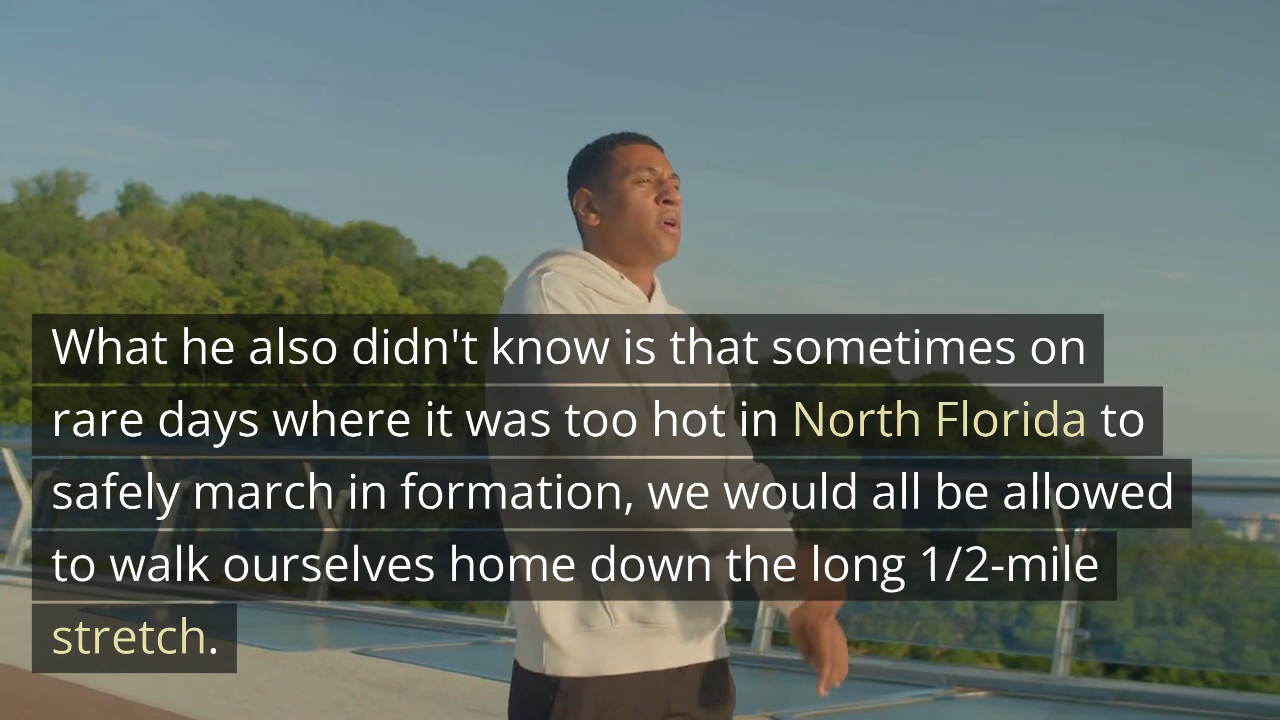 What he also didn't know is that sometimes on
rare days where it was too hot in North Florida to
safely march in formation, we would all be allowed
to walk ourselves home down the long 1/2-mile
stretch.